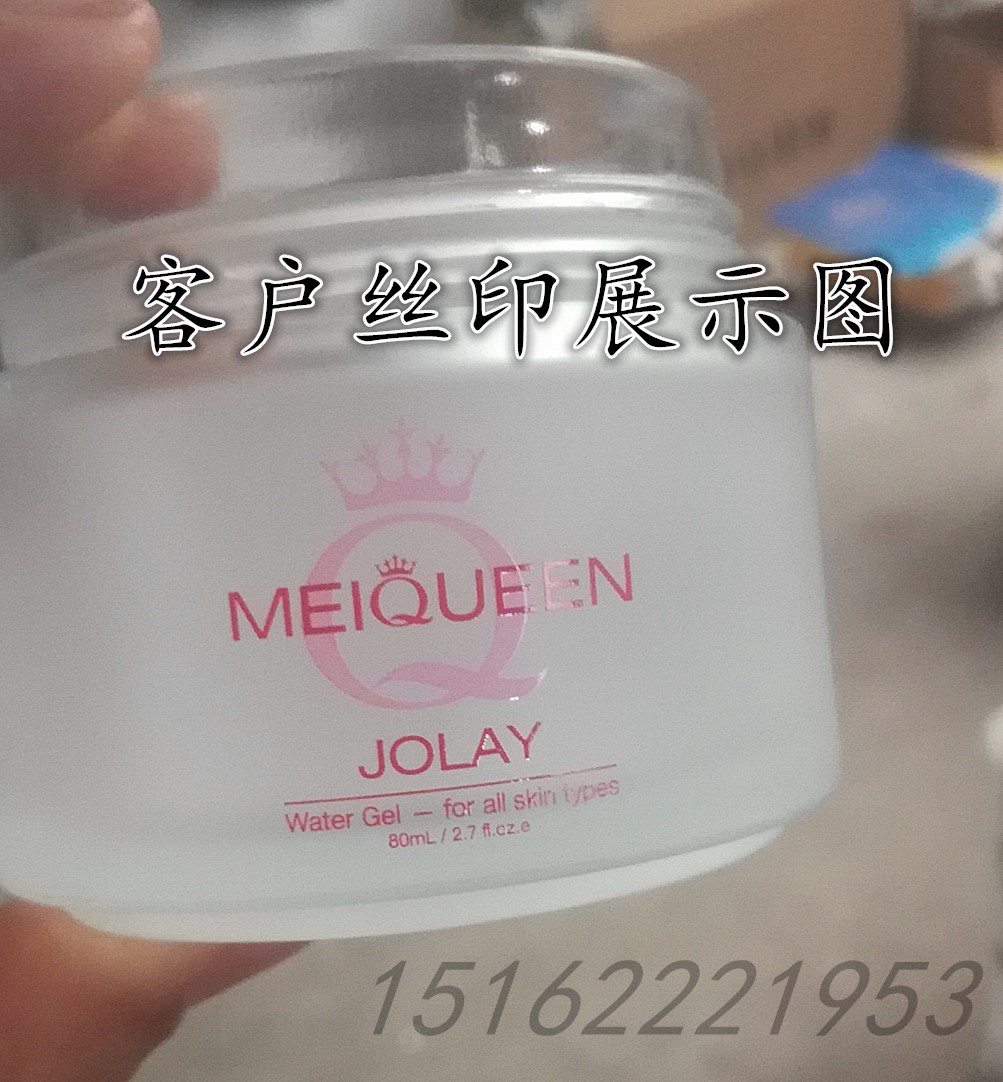 客户丝印展示图
MEIQUEEN
JOLAY
Water Gel – for all skin types
80mL / 2.7 fl.oz.e
15162221953